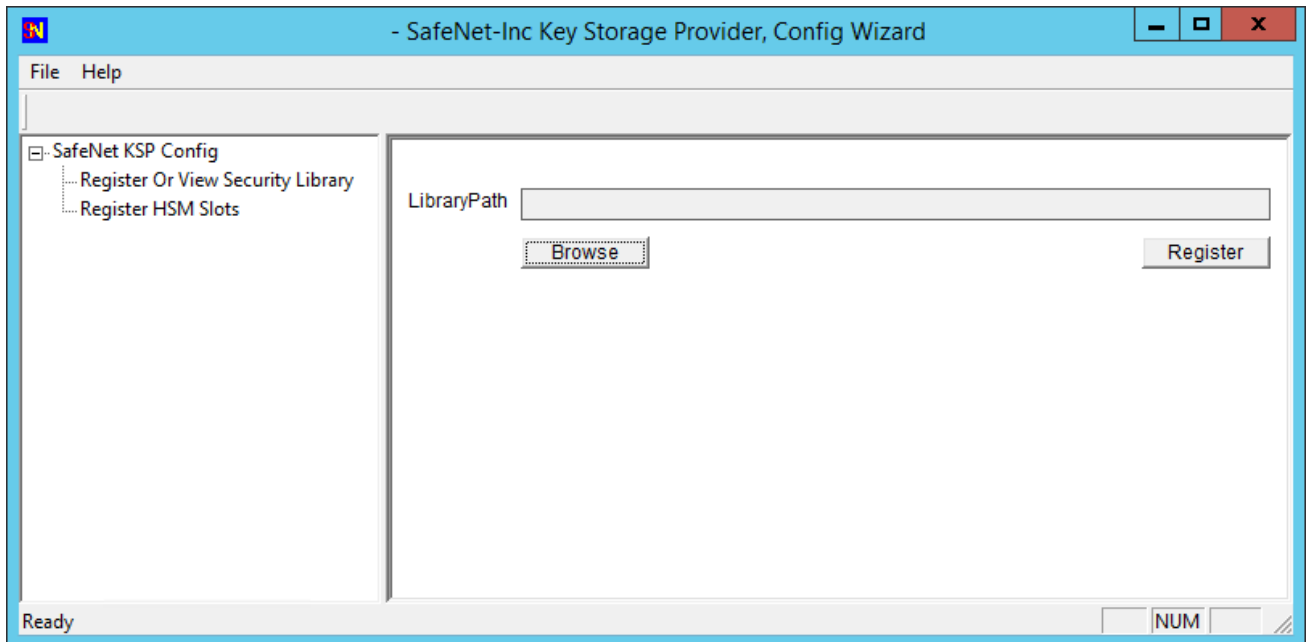 - SafeNet-Inc Key Storage Provider, Config Wizard
X
File Help
SafeNet KSP Config
Register Or View Security Library
Register HSM Slots
LibraryPath
Browse Register
Ready NUM